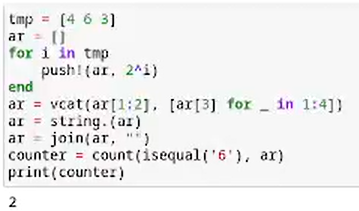 tmp = [4 6 3]
ar = []
for i in tmp
    push!(ar, 2^i)
end
ar = vcat(ar[1:2], [ar[3] for _ in 1:4])
ar = string.(ar)
ar = join(ar, "")
counter = count(isequal('6'), ar)
print(counter)
2